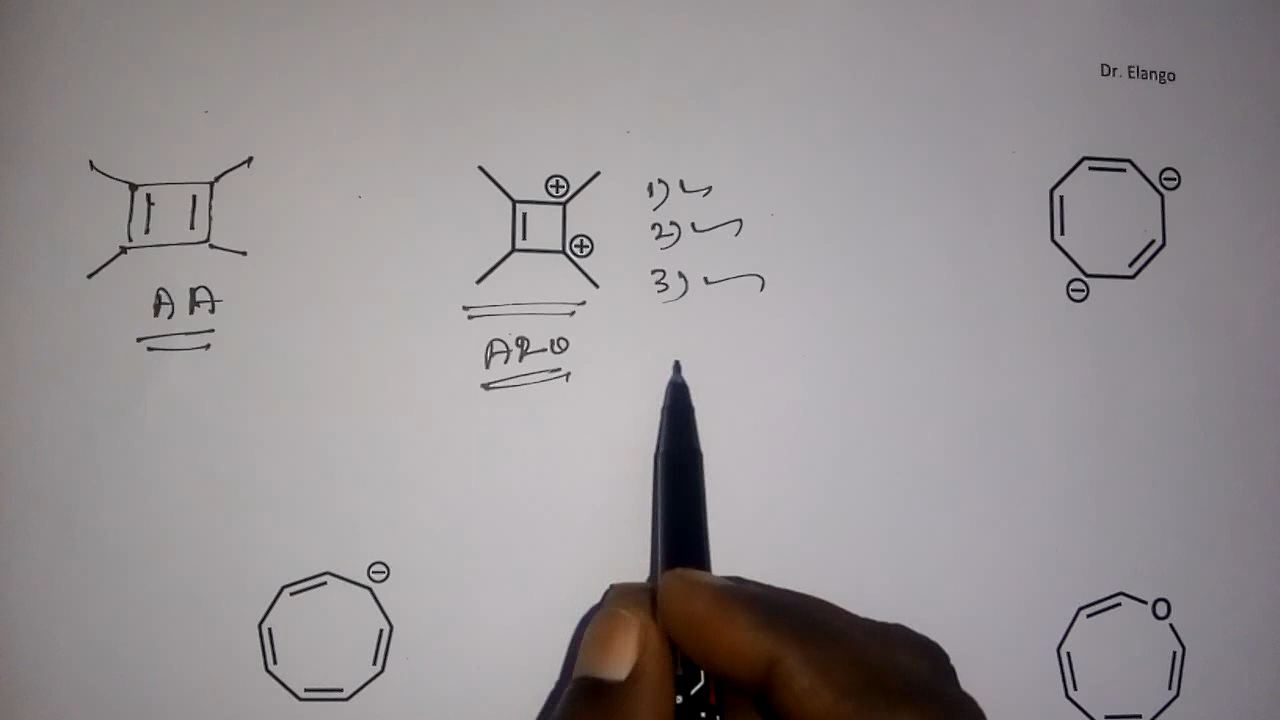 Dr. Elango
⊕
1)
⊖
2)
⊕
3)
⊖
AA
ARO
⊖
O